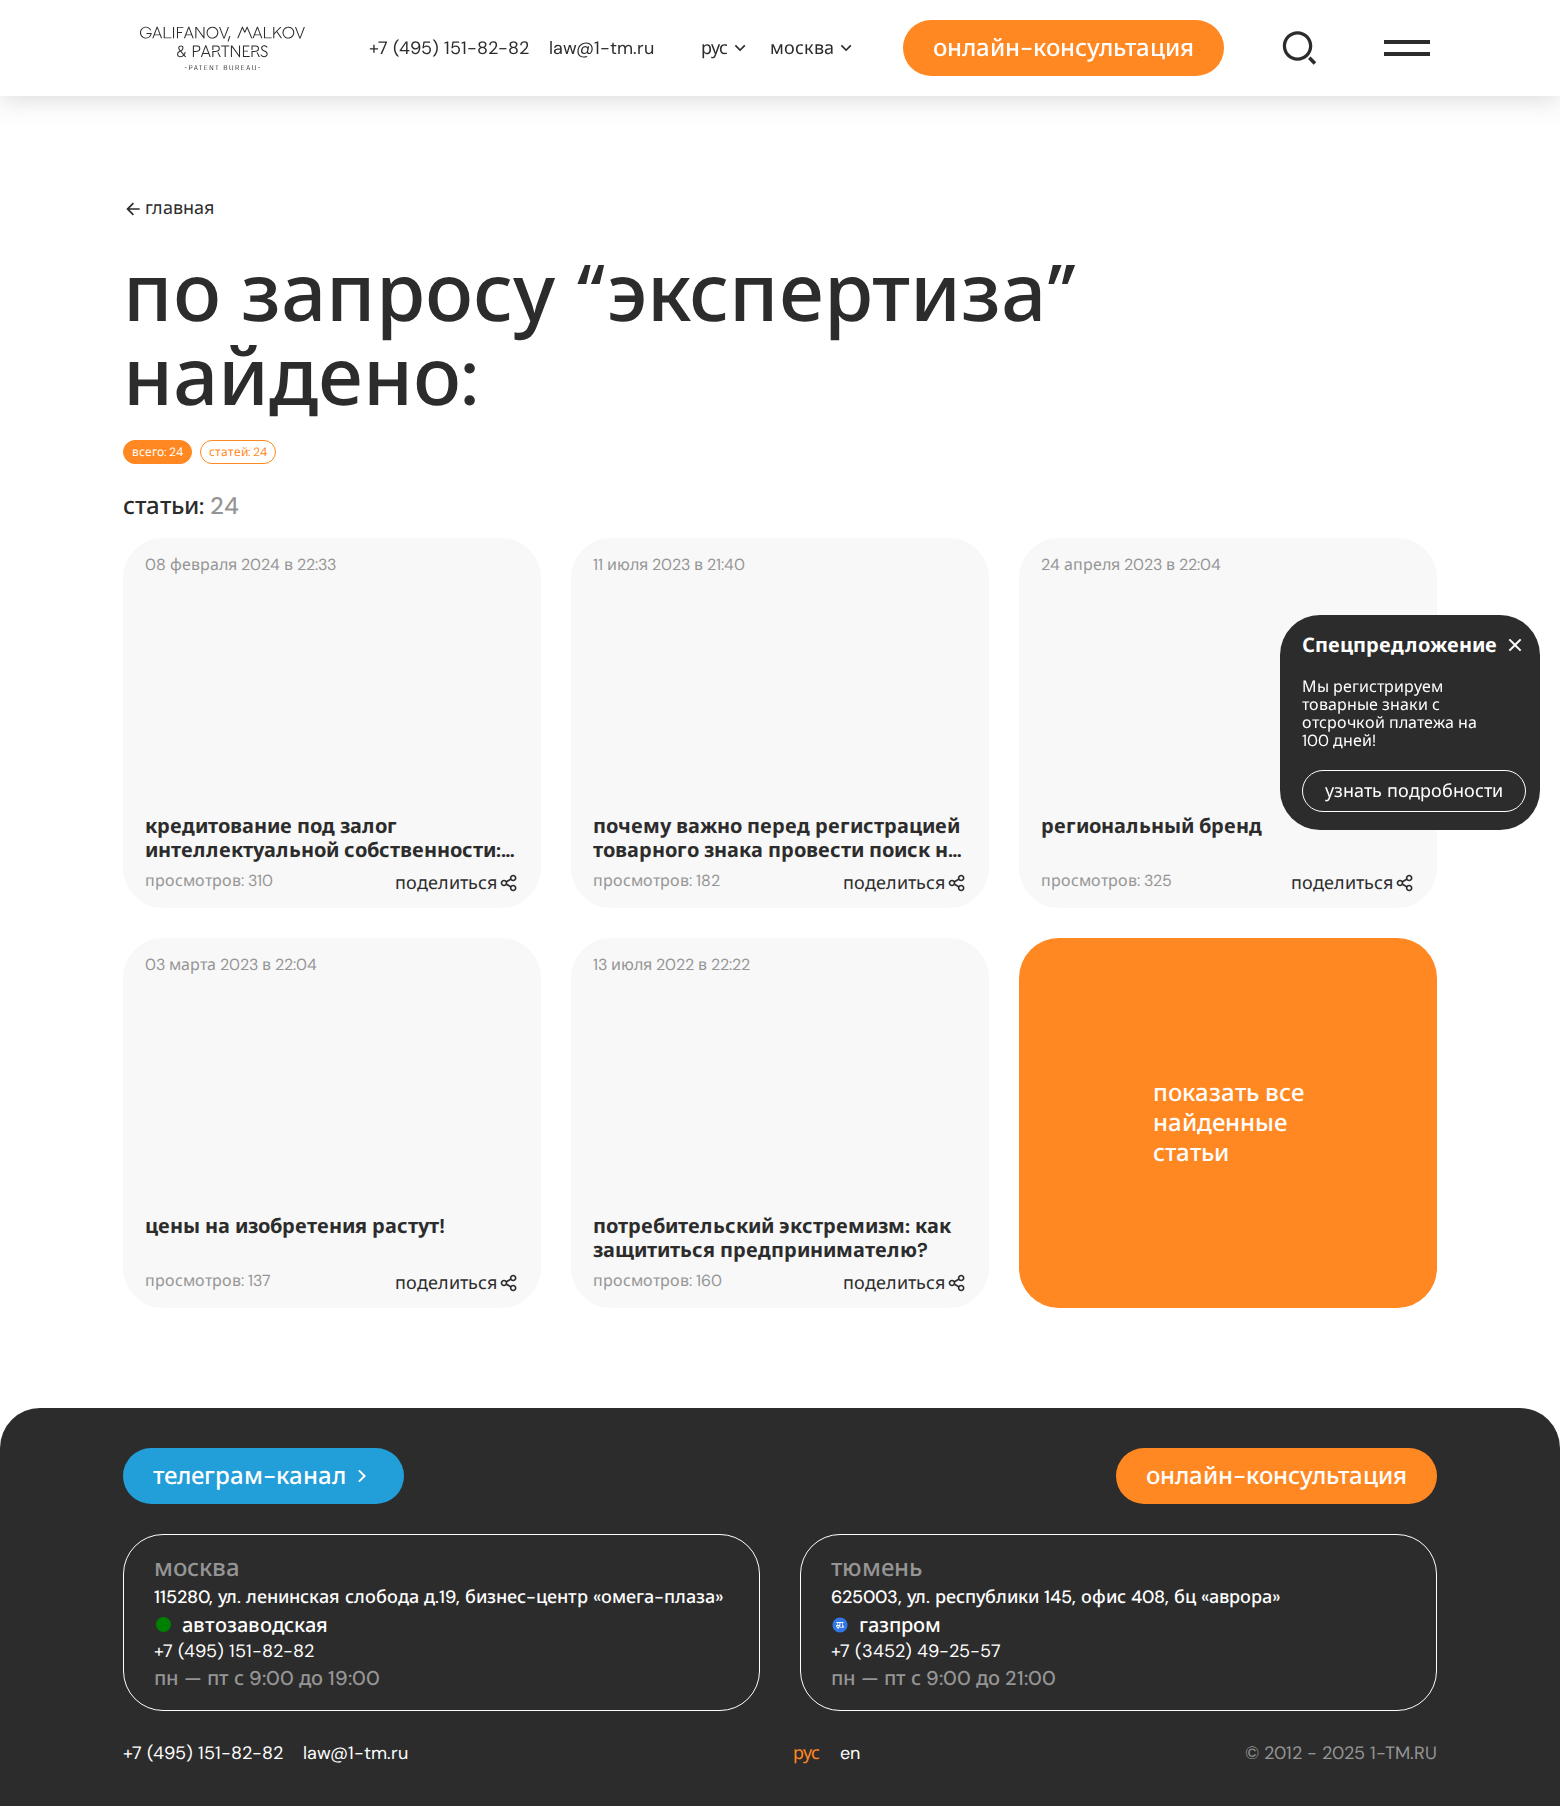 GALIFANOV, MALKOV
& PARTNERS
-PATENT BUREAU-
+7 (495) 151-82-82
law@1-tm.ru
рус
москва
онлайн-консультация
главная
по запросу “экспертиза”
найдено:
всего: 24
статей: 24
статьи: 24
08 февраля 2024 в 22:33
кредитование под залог
интеллектуальной собственности:...
просмотров: 310
поделиться
11 июля 2023 в 21:40
почему важно перед регистрацией
товарного знака провести поиск н...
просмотров: 182
поделиться
24 апреля 2023 в 22:04
региональный бренд
просмотров: 325
поделиться
Спецпредложение
Мы регистрируем
товарные знаки с
отсрочкой платежа на
100 дней!
узнать подробности
03 марта 2023 в 22:04
цены на изобретения растут!
просмотров: 137
поделиться
13 июля 2022 в 22:22
потребительский экстремизм: как
защититься предпринимателю?
просмотров: 160
поделиться
показать все
найденные
статьи
телеграм-канал
онлайн-консультация
москва
115280, ул. ленинская слобода д.19, бизнес-центр «омега-плаза»
автозаводская
+7 (495) 151-82-82
пн — пт с 9:00 до 19:00
тюмень
625003, ул. республики 145, офис 408, бц «аврора»
газпром
+7 (3452) 49-25-57
пн — пт с 9:00 до 21:00
+7 (495) 151-82-82
law@1-tm.ru
рус
en
© 2012 - 2025 1-TM.RU